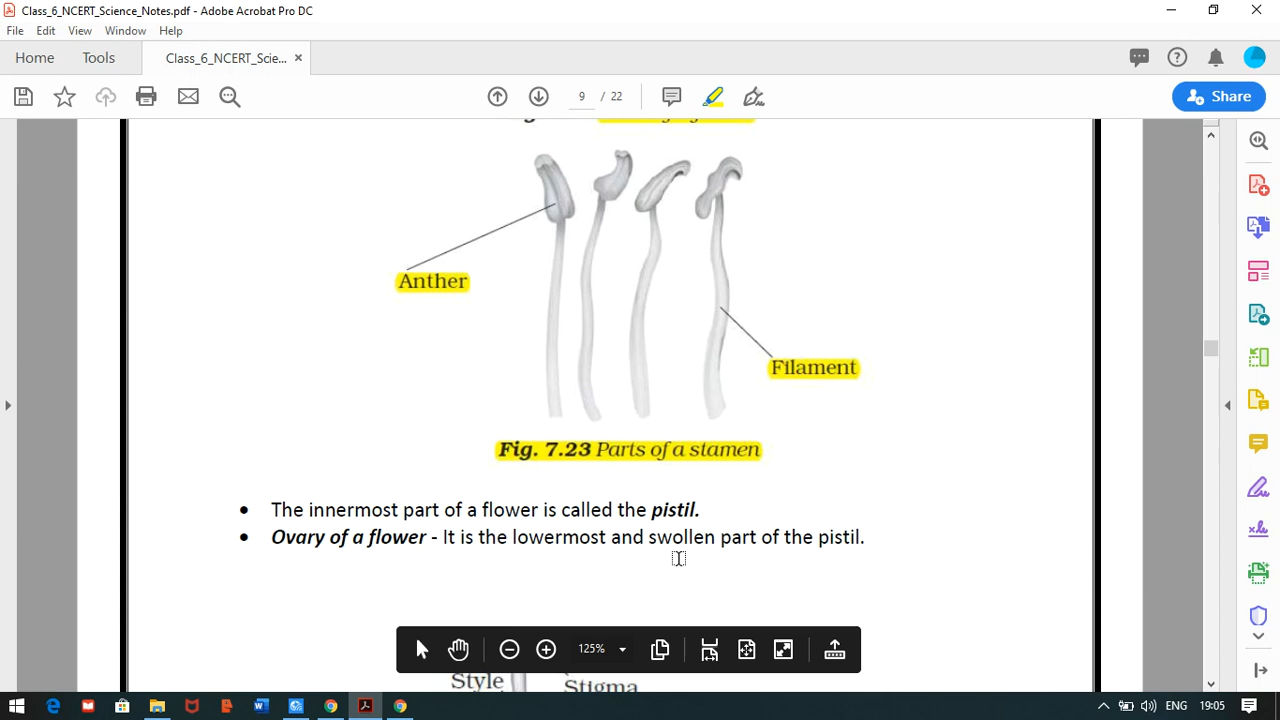 Class_6_NCERT_Science_Notes.pdf - Adobe Acrobat Pro DC
File Edit View Window Help
Home Tools Class_6_NCERT_Scie... ×
9 / 22
Share
Anther
Filament
Fig. 7.23 Parts of a stamen
• The innermost part of a flower is called the pistil.
• Ovary of a flower - It is the lowermost and swollen part of the pistil.
125%
Style
Stigma
ENG 19:05